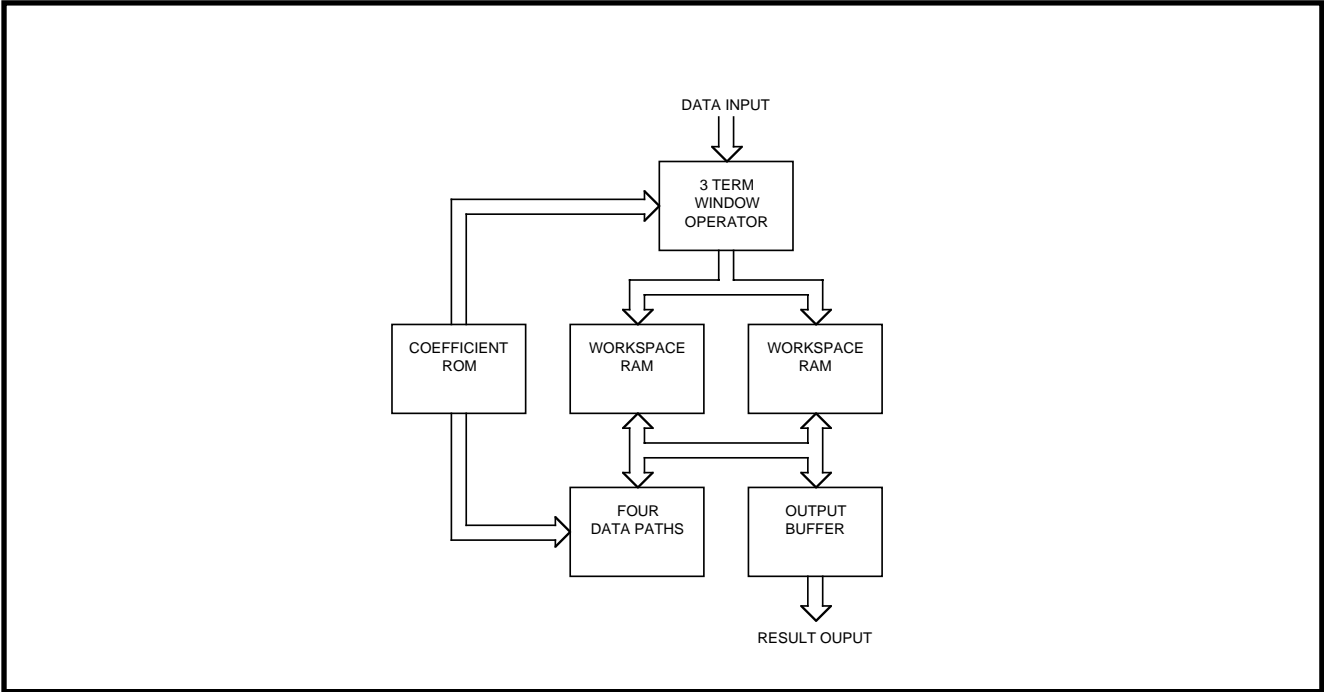 DATA INPUT
3 TERM
WINDOW
OPERATOR
COEFFICIENT
ROM
WORKSPACE
RAM
WORKSPACE
RAM
FOUR
DATA PATHS
OUTPUT
BUFFER
RESULT OUPUT